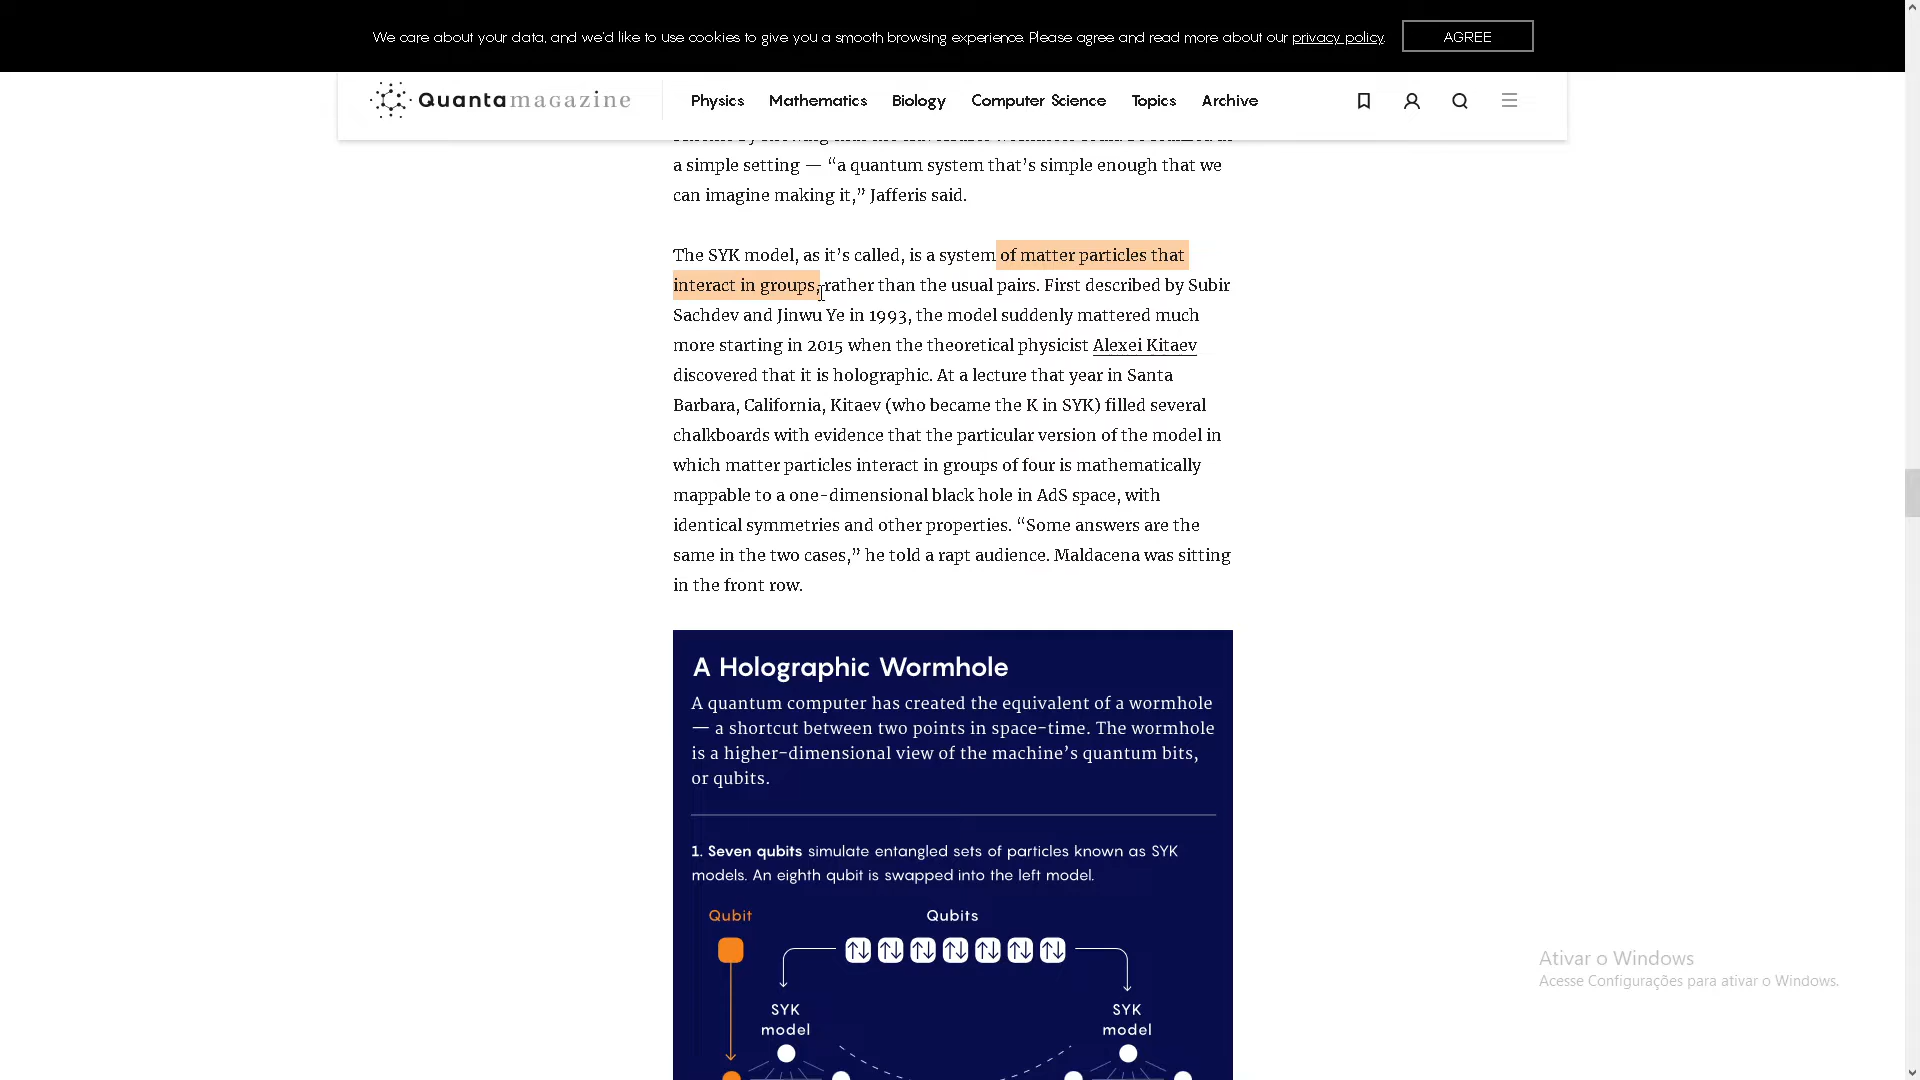 We care about your data, and we'd like to use cookies to give you a smooth browsing experience. Please agree and read more about our privacy policy.
AGREE
Quanta magazine
Physics
Mathematics
Biology
Computer Science
Topics
Archive
a simple setting — “a quantum system that’s simple enough that we
can imagine making it,” Jafferis said.
The SYK model, as it’s called, is a system of matter particles that
interact in groups, rather than the usual pairs. First described by Subir
Sachdev and Jinwu Ye in 1993, the model suddenly mattered much
more starting in 2015 when the theoretical physicist Alexei Kitaev
discovered that it is holographic. At a lecture that year in Santa
Barbara, California, Kitaev (who became the K in SYK) filled several
chalkboards with evidence that the particular version of the model in
which matter particles interact in groups of four is mathematically
mappable to a one-dimensional black hole in AdS space, with
identical symmetries and other properties. “Some answers are the
same in the two cases,” he told a rapt audience. Maldacena was sitting
in the front row.
A Holographic Wormhole
A quantum computer has created the equivalent of a wormhole
— a shortcut between two points in space-time. The wormhole
is a higher-dimensional view of the machine’s quantum bits,
or qubits.
1. Seven qubits simulate entangled sets of particles known as SYK
models. An eighth qubit is swapped into the left model.
Qubit
Qubits
SYK
model
SYK
model
Ativar o Windows
Acesse Configurações para ativar o Windows.